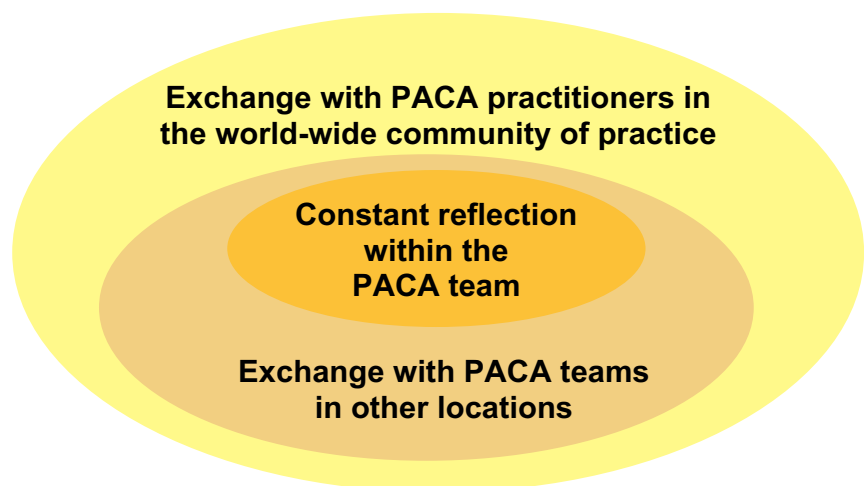 Exchange with PACA practitioners in
the world-wide community of practice
Constant reflection
within the
PACA team
Exchange with PACA teams
in other locations